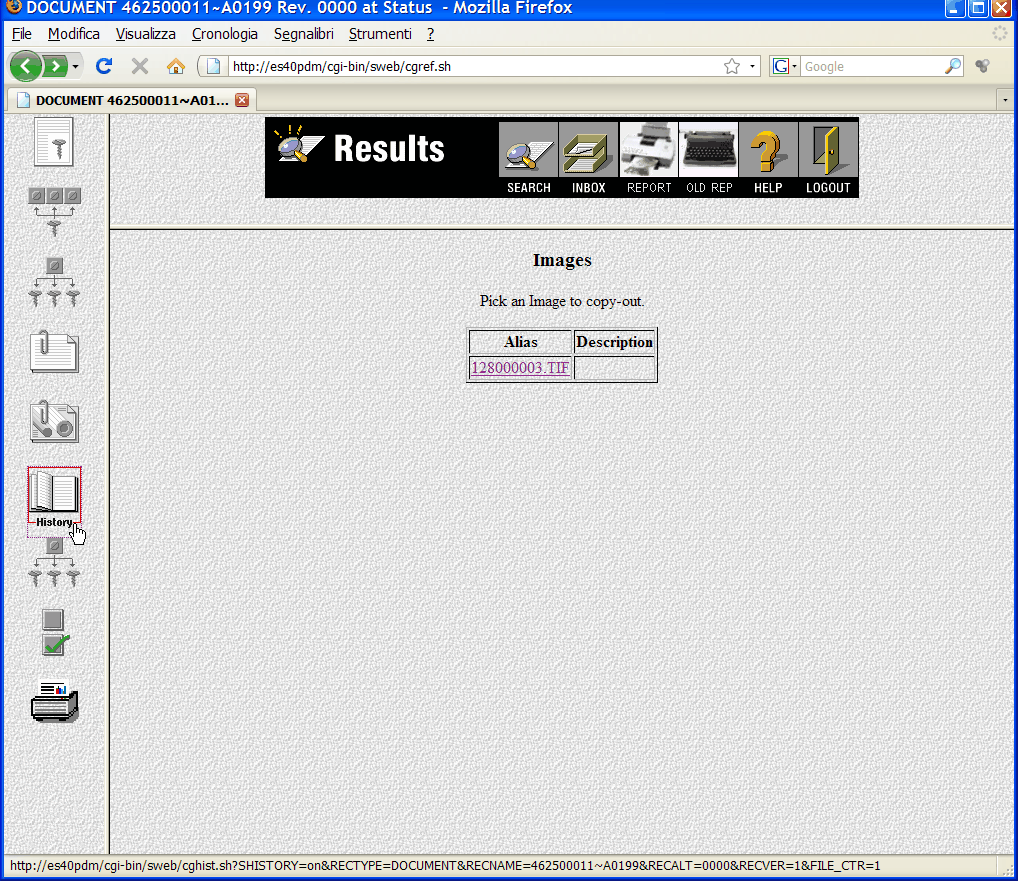 DOCUMENT 462500011~A0199 Rev. 0000 at Status - Mozilla Firefox
File Modifica Visualizza Cronologia Segnalibri Strumenti ?
http://es40pdm/cgi-bin/sweb/cgref.sh
G Google
DOCUMENT 462500011~A01...
Results
SEARCH INBOX REPORT OLD REP HELP LOGOUT
Images
Pick an Image to copy-out.
Alias Description
128000003.TIF
History
http://es40pdm/cgi-bin/sweb/cghist.sh?SHISTORY=on&RECTYPE=DOCUMENT&RECNAME=462500011~A0199&RECALT=0000&RECVER=1&FILE_CTR=1